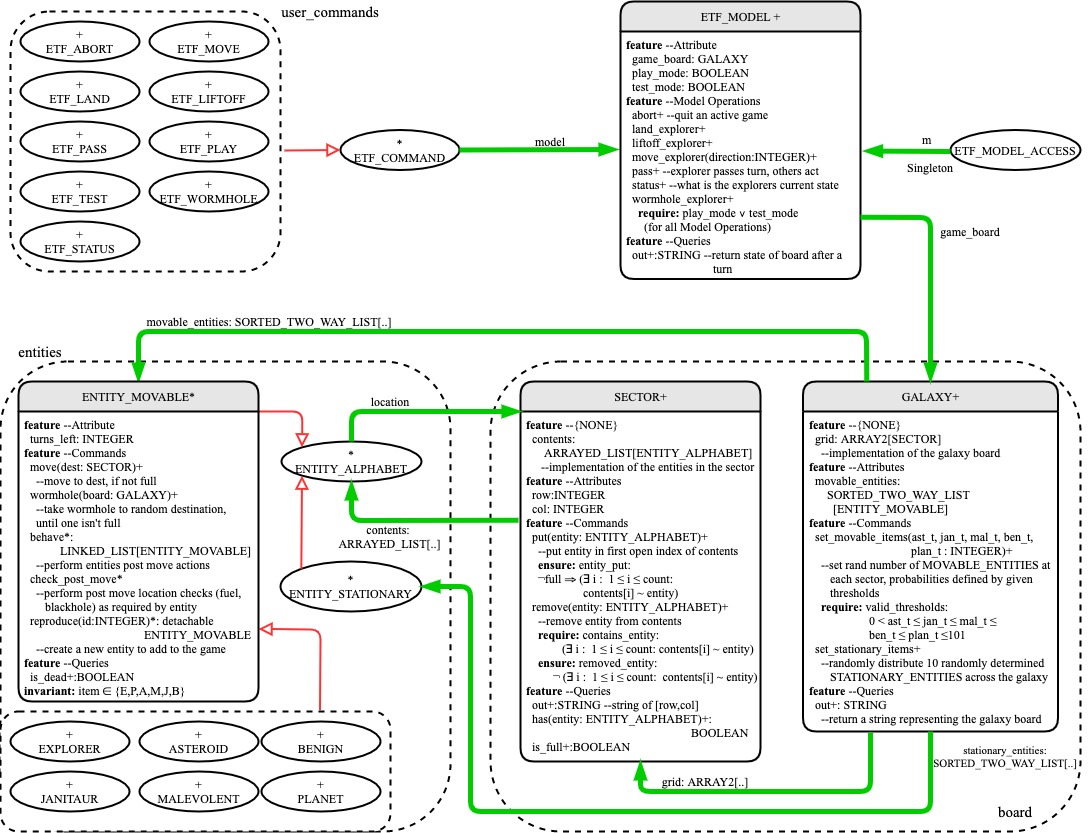 user_commands
+
ETF_ABORT
+
ETF_MOVE
+
ETF_LAND
+
ETF_LIFTOFF
+
ETF_PASS
+
ETF_PLAY
+
ETF_TEST
+
ETF_WORMHOLE
+
ETF_STATUS
*
ETF_COMMAND
model
ETF_MODEL +
feature --Attribute
game_board: GALAXY
play_mode: BOOLEAN
test_mode: BOOLEAN
feature --Model Operations
abort+ --quit an active game
land_explorer+
liftoff_explorer+
move_explorer(direction:INTEGER)+
pass+ --explorer passes turn, others act
status+ --what is the explorers current state
wormhole_explorer+
require: play_mode ∨ test_mode
(for all Model Operations)
feature --Queries
out+:STRING --return state of board after a
turn
m
Singleton
ETF_MODEL_ACCESS
game_board
movable_entities: SORTED_TWO_WAY_LIST[..]
entities
ENTITY_MOVABLE*
feature --Attribute
turns_left: INTEGER
feature --Commands
move(dest: SECTOR)+
--move to dest, if not full
wormhole(board: GALAXY)+
--take wormhole to random destination,
until one isn't full
behave*:
LINKED_LIST[ENTITY_MOVABLE]
--perform entities post move actions
check_post_move*
--perform post move location checks (fuel,
blackhole) as required by entity
reproduce(id:INTEGER)*: detachable
ENTITY_MOVABLE
--create a new entity to add to the game
feature --Queries
is_dead+:BOOLEAN
invariant: item ∈ {E,P,A,M,J,B}
+
EXPLORER
+
ASTEROID
+
BENIGN
+
JANITAUR
+
MALEVOLENT
+
PLANET
location
*
ENTITY_ALPHABET
contents:
ARRAYED_LIST[..]
*
ENTITY_STATIONARY
SECTOR+
feature --{NONE}
contents:
ARRAYED_LIST[ENTITY_ALPHABET]
--implementation of the entities in the sector
feature --Attributes
row:INTEGER
col: INTEGER
feature --Commands
put(entity: ENTITY_ALPHABET)+
--put entity in first open index of contents
ensure: entity_put:
¬full ⇒ (∃ i : 1 ≤ i ≤ count:
contents[i] ~ entity)
remove(entity: ENTITY_ALPHABET)+
--remove entity from contents
require: contains_entity:
(∃ i : 1 ≤ i ≤ count: contents[i] ~ entity)
ensure: removed_entity:
¬ (∃ i : 1 ≤ i ≤ count: contents[i] ~ entity)
feature --Queries
out+:STRING --string of [row,col]
has(entity: ENTITY_ALPHABET)+:
BOOLEAN
is_full+:BOOLEAN
GALAXY+
feature --{NONE}
grid: ARRAY2[SECTOR]
--implementation of the galaxy board
feature --Attributes
movable_entities:
SORTED_TWO_WAY_LIST
[ENTITY_MOVABLE]
feature --Commands
set_movable_items(ast_t, jan_t, mal_t, ben_t,
plan_t : INTEGER)+
--set rand number of MOVABLE_ENTITIES at
each sector, probabilities defined by given
thresholds
require: valid_thresholds:
0 < ast_t ≤ jan_t ≤ mal_t ≤
ben_t ≤ plan_t ≤101
set_stationary_items+
--randomly distribute 10 randomly determined
STATIONARY_ENTITIES across the galaxy
feature --Queries
out+: STRING
--return a string representing the galaxy board
grid: ARRAY2[..]
stationary_entities:
SORTED_TWO_WAY_LIST[..]
board